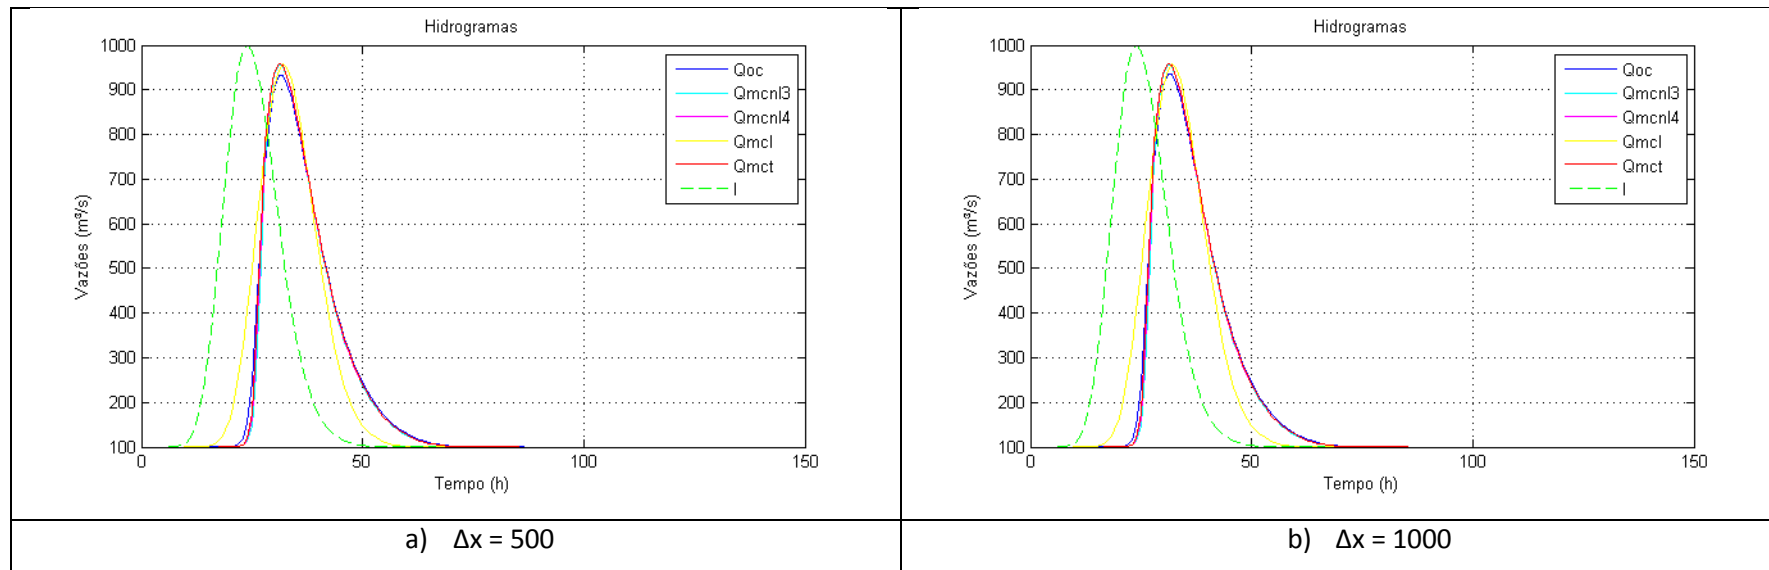 Hidrogramas
1000
900
800
700
600
500
400
300
200
100
Vazões (m³/s)
0
50
100
150
Tempo (h)
Qoc
Qmcnl3
Qmcnl4
Qmcl
Qmct
I
a) Δx = 500
Hidrogramas
1000
900
800
700
600
500
400
300
200
100
Vazões (m³/s)
0
50
100
150
Tempo (h)
Qoc
Qmcnl3
Qmcnl4
Qmcl
Qmct
I
b) Δx = 1000